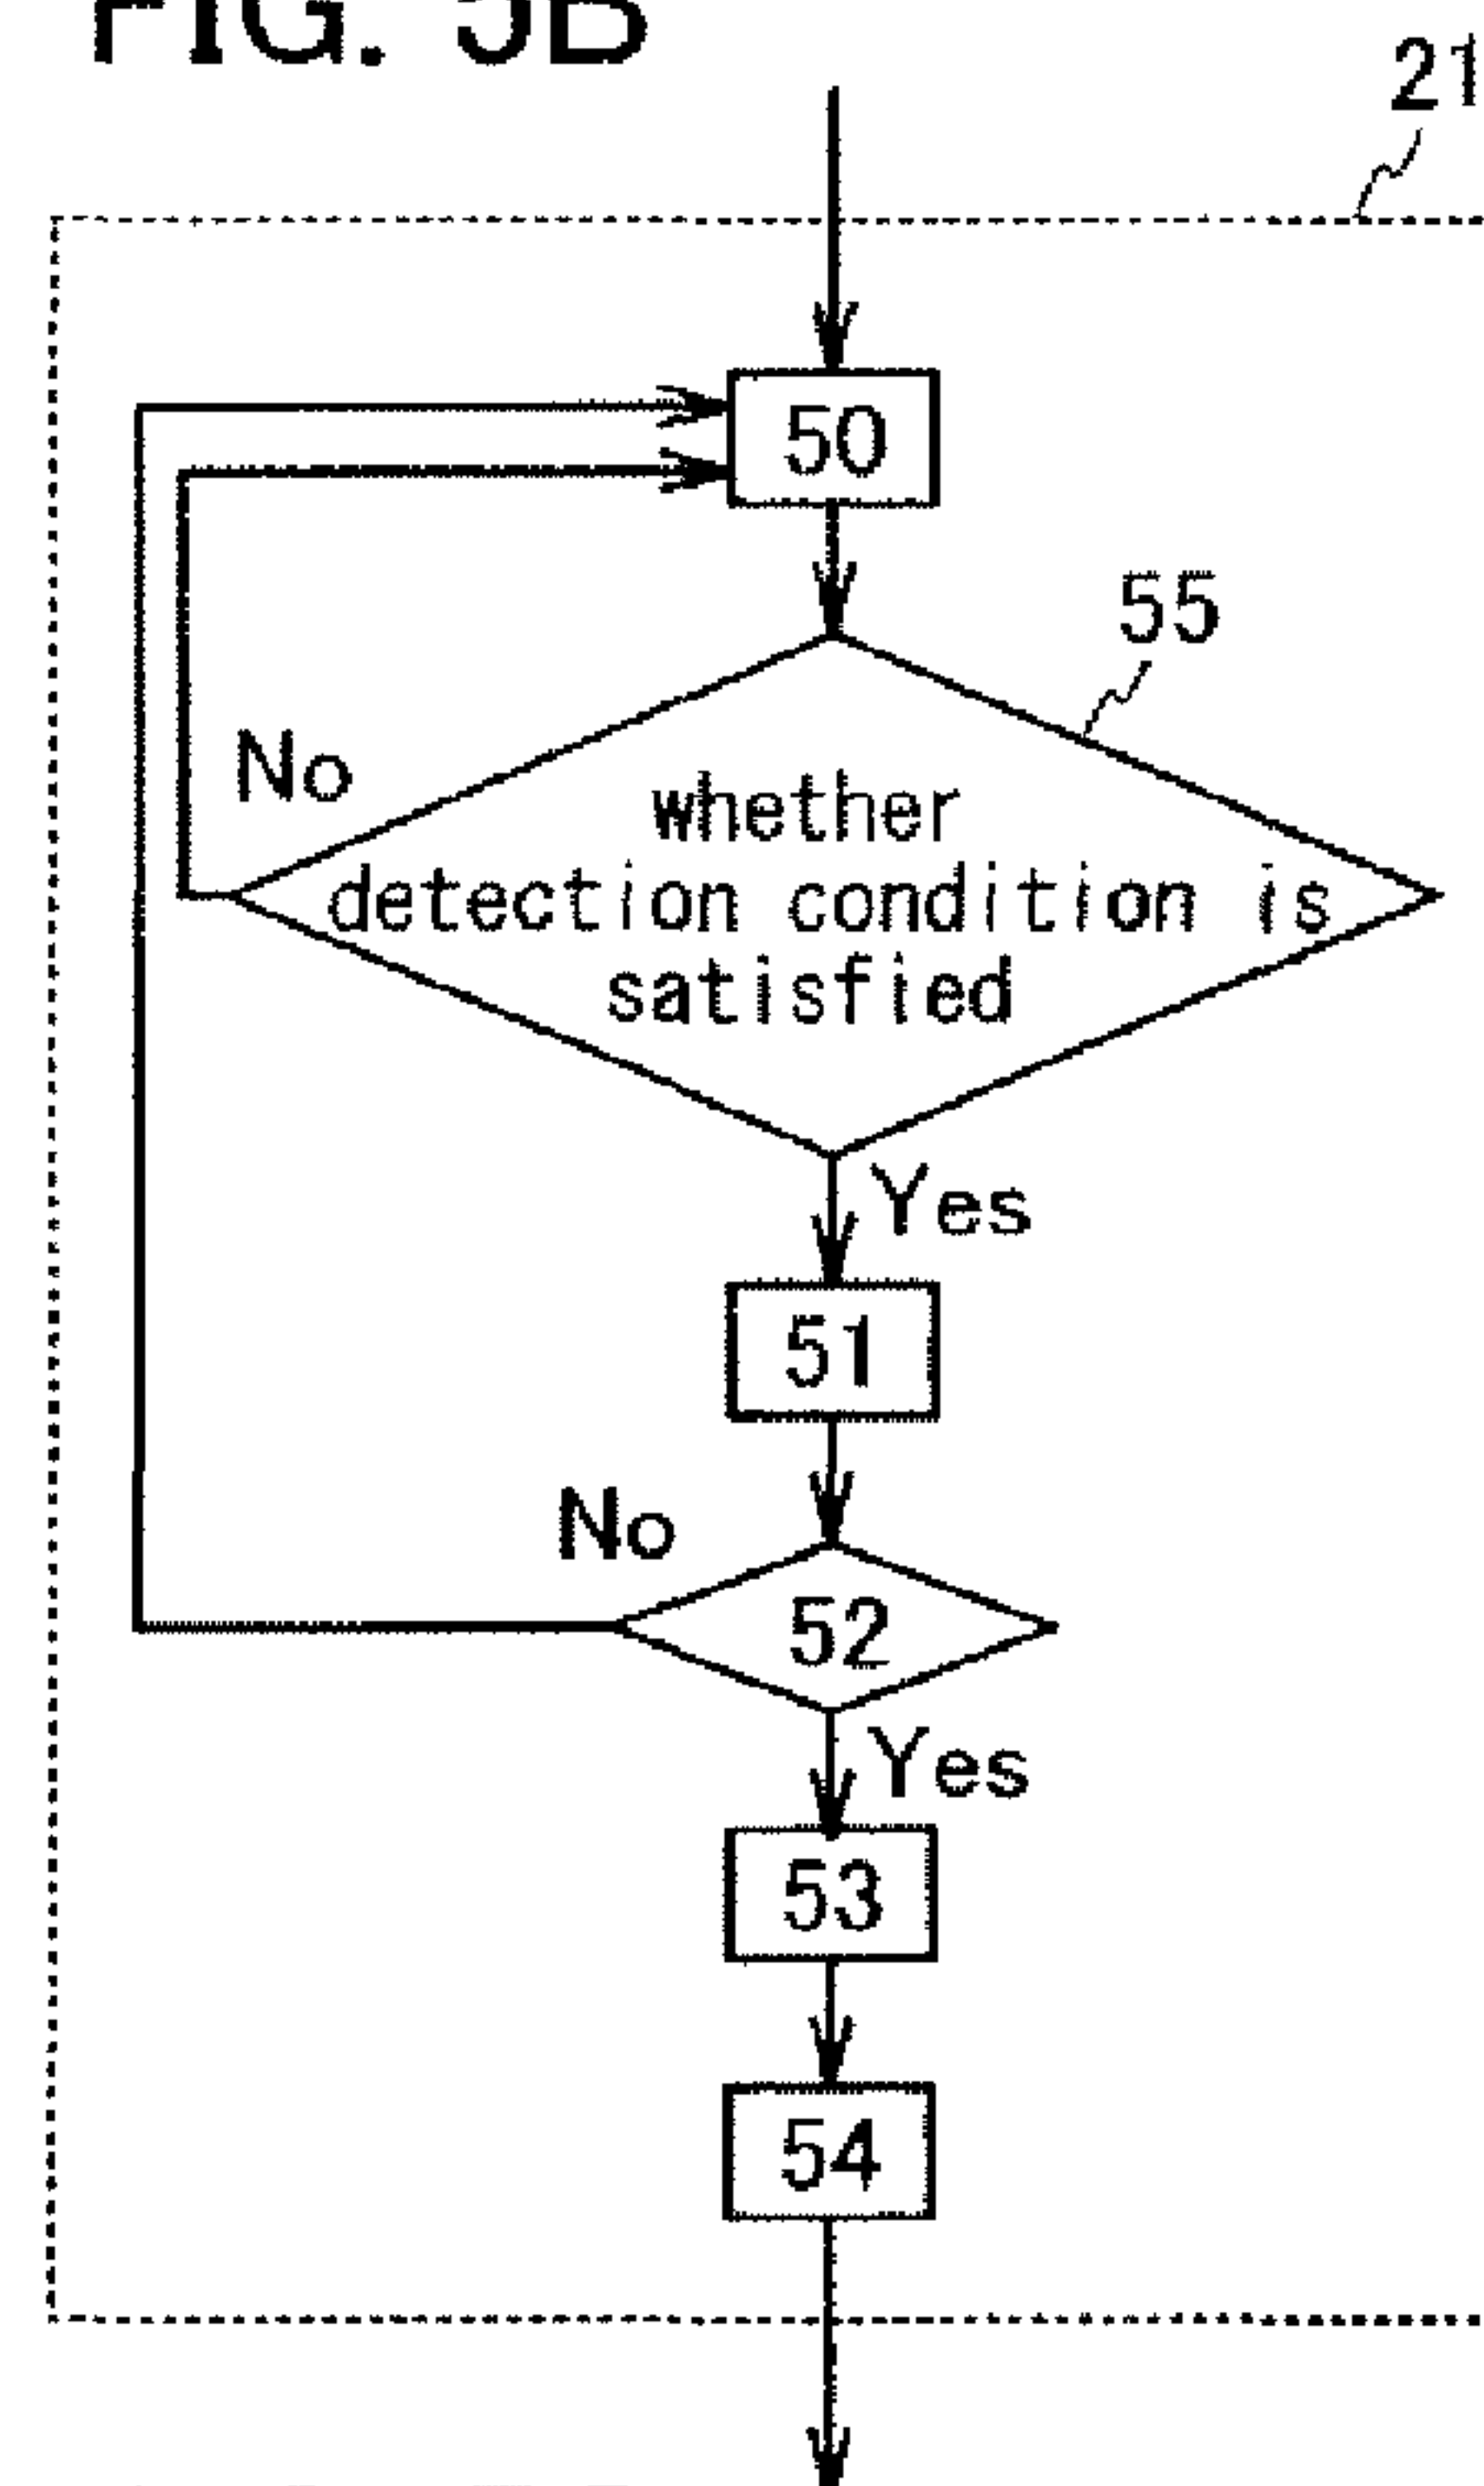 FIG. 5B
21
50
55
No
whether
detection condition is
satisfied
Yes
51
No
52
Yes
53
54